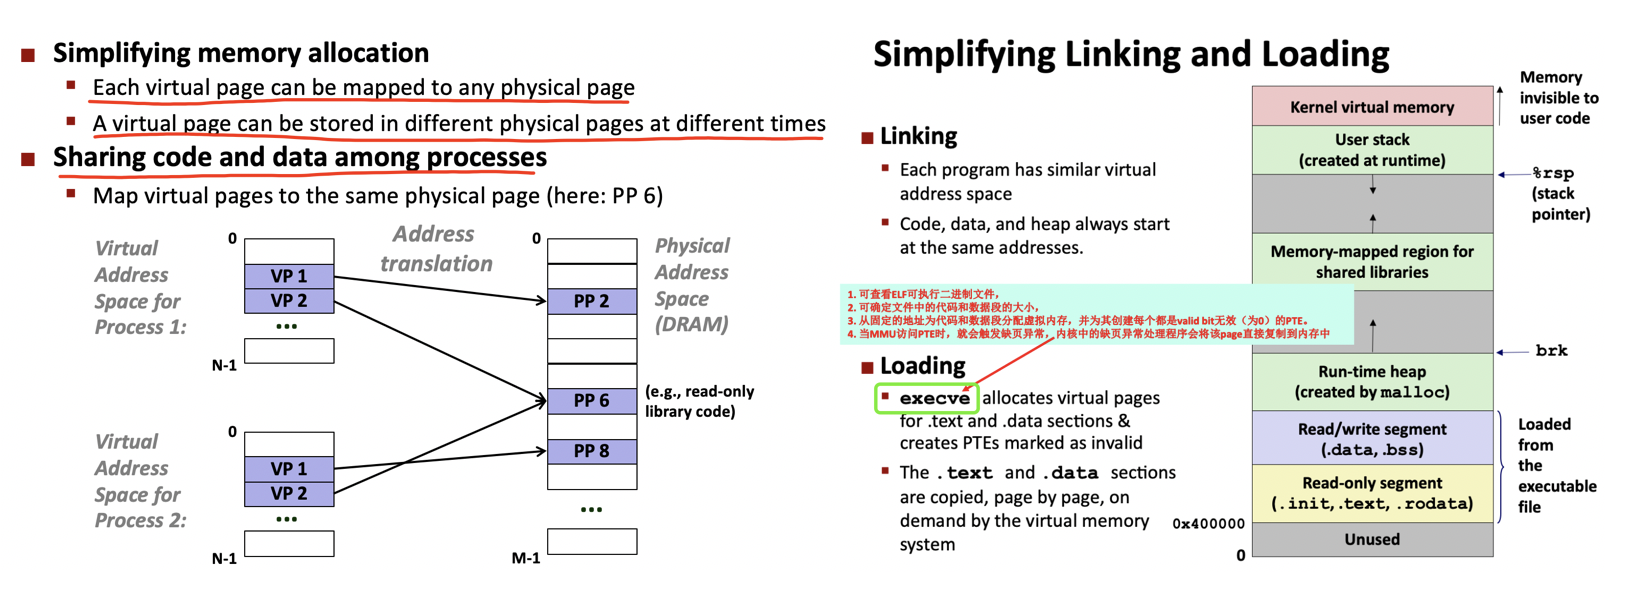 Simplifying memory allocation
Each virtual page can be mapped to any physical page
A virtual page can be stored in different physical pages at different times
Sharing code and data among processes
Map virtual pages to the same physical page (here: PP 6)
Virtual
Address
Space for
Process 1:
0
VP 1
VP 2
...
N-1
Address
translation
0
PP 2
PP 6
PP 8
...
M-1
Physical
Address
Space
(DRAM)
(e.g., read-only
library code)
Virtual
Address
Space for
Process 2:
0
VP 1
VP 2
...
N-1
Simplifying Linking and Loading
Linking
Each program has similar virtual
address space
Code, data, and heap always start
at the same addresses.
1. 可查看ELF可执行二进制文件，
2. 可确定文件中的代码和数据段的大小，
3. 从固定的地址为代码和数据段分配虚拟内存，并为其创建每个都是valid bit无效（为0）的PTE。
4. 当MMU访问PTE时，就会触发缺页异常，内核中的缺页异常处理程序会将该page直接复制到内存中
Loading
execve allocates virtual pages
for .text and .data sections &
creates PTEs marked as invalid
The .text and .data sections
are copied, page by page, on
demand by the virtual memory
system
Kernel virtual memory
User stack
(created at runtime)
Memory-mapped region for
shared libraries
Run-time heap
(created by malloc)
Read/write segment
(.data, .bss)
Read-only segment
(.init, .text, .rodata)
Unused
0x400000
0
Memory
invisible to
user code
%rsp
(stack
pointer)
brk
Loaded
from
the
executable
file